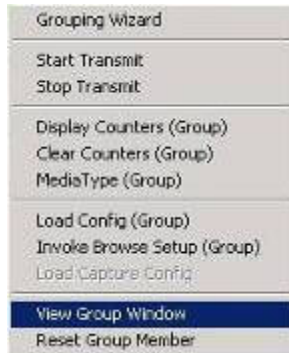 Grouping Wizard
Start Transmit
Stop Transmit
Display Counters (Group)
Clear Counters (Group)
MediaType (Group)
Load Config (Group)
Invoke Browse Setup (Group)
Load Capture Config
View Group Window
Reset Group Member